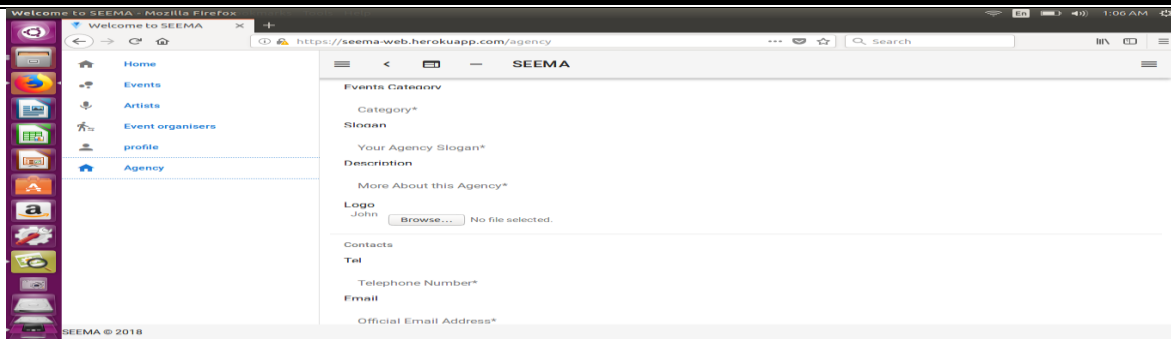 Welcome to SEEMA - Mozilla Firefox
En
1:06 AM
Welcome to SEEMA
https://seema-web.herokuapp.com/agency
Search
Home
Events
Artists
Event organisers
profile
Agency
SEEMA
Events Category
Category*
Slogan
Your Agency Slogan*
Description
More About this Agency*
Logo
John
Browse... No file selected.
Contacts
Tel
Telephone Number*
Email
Official Email Address*
SEEMA © 2018